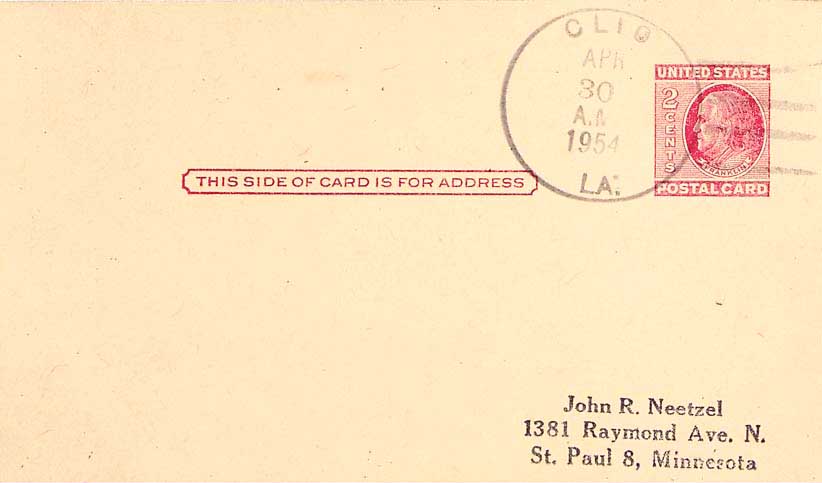 CLIO
APR
30
A.M
1954
LA.
UNITED STATES
2 CENTS
FRANKLIN
POSTAL CARD
THIS SIDE OF CARD IS FOR ADDRESS
John R. Neetzel
1381 Raymond Ave. N.
St. Paul 8, Minnesota